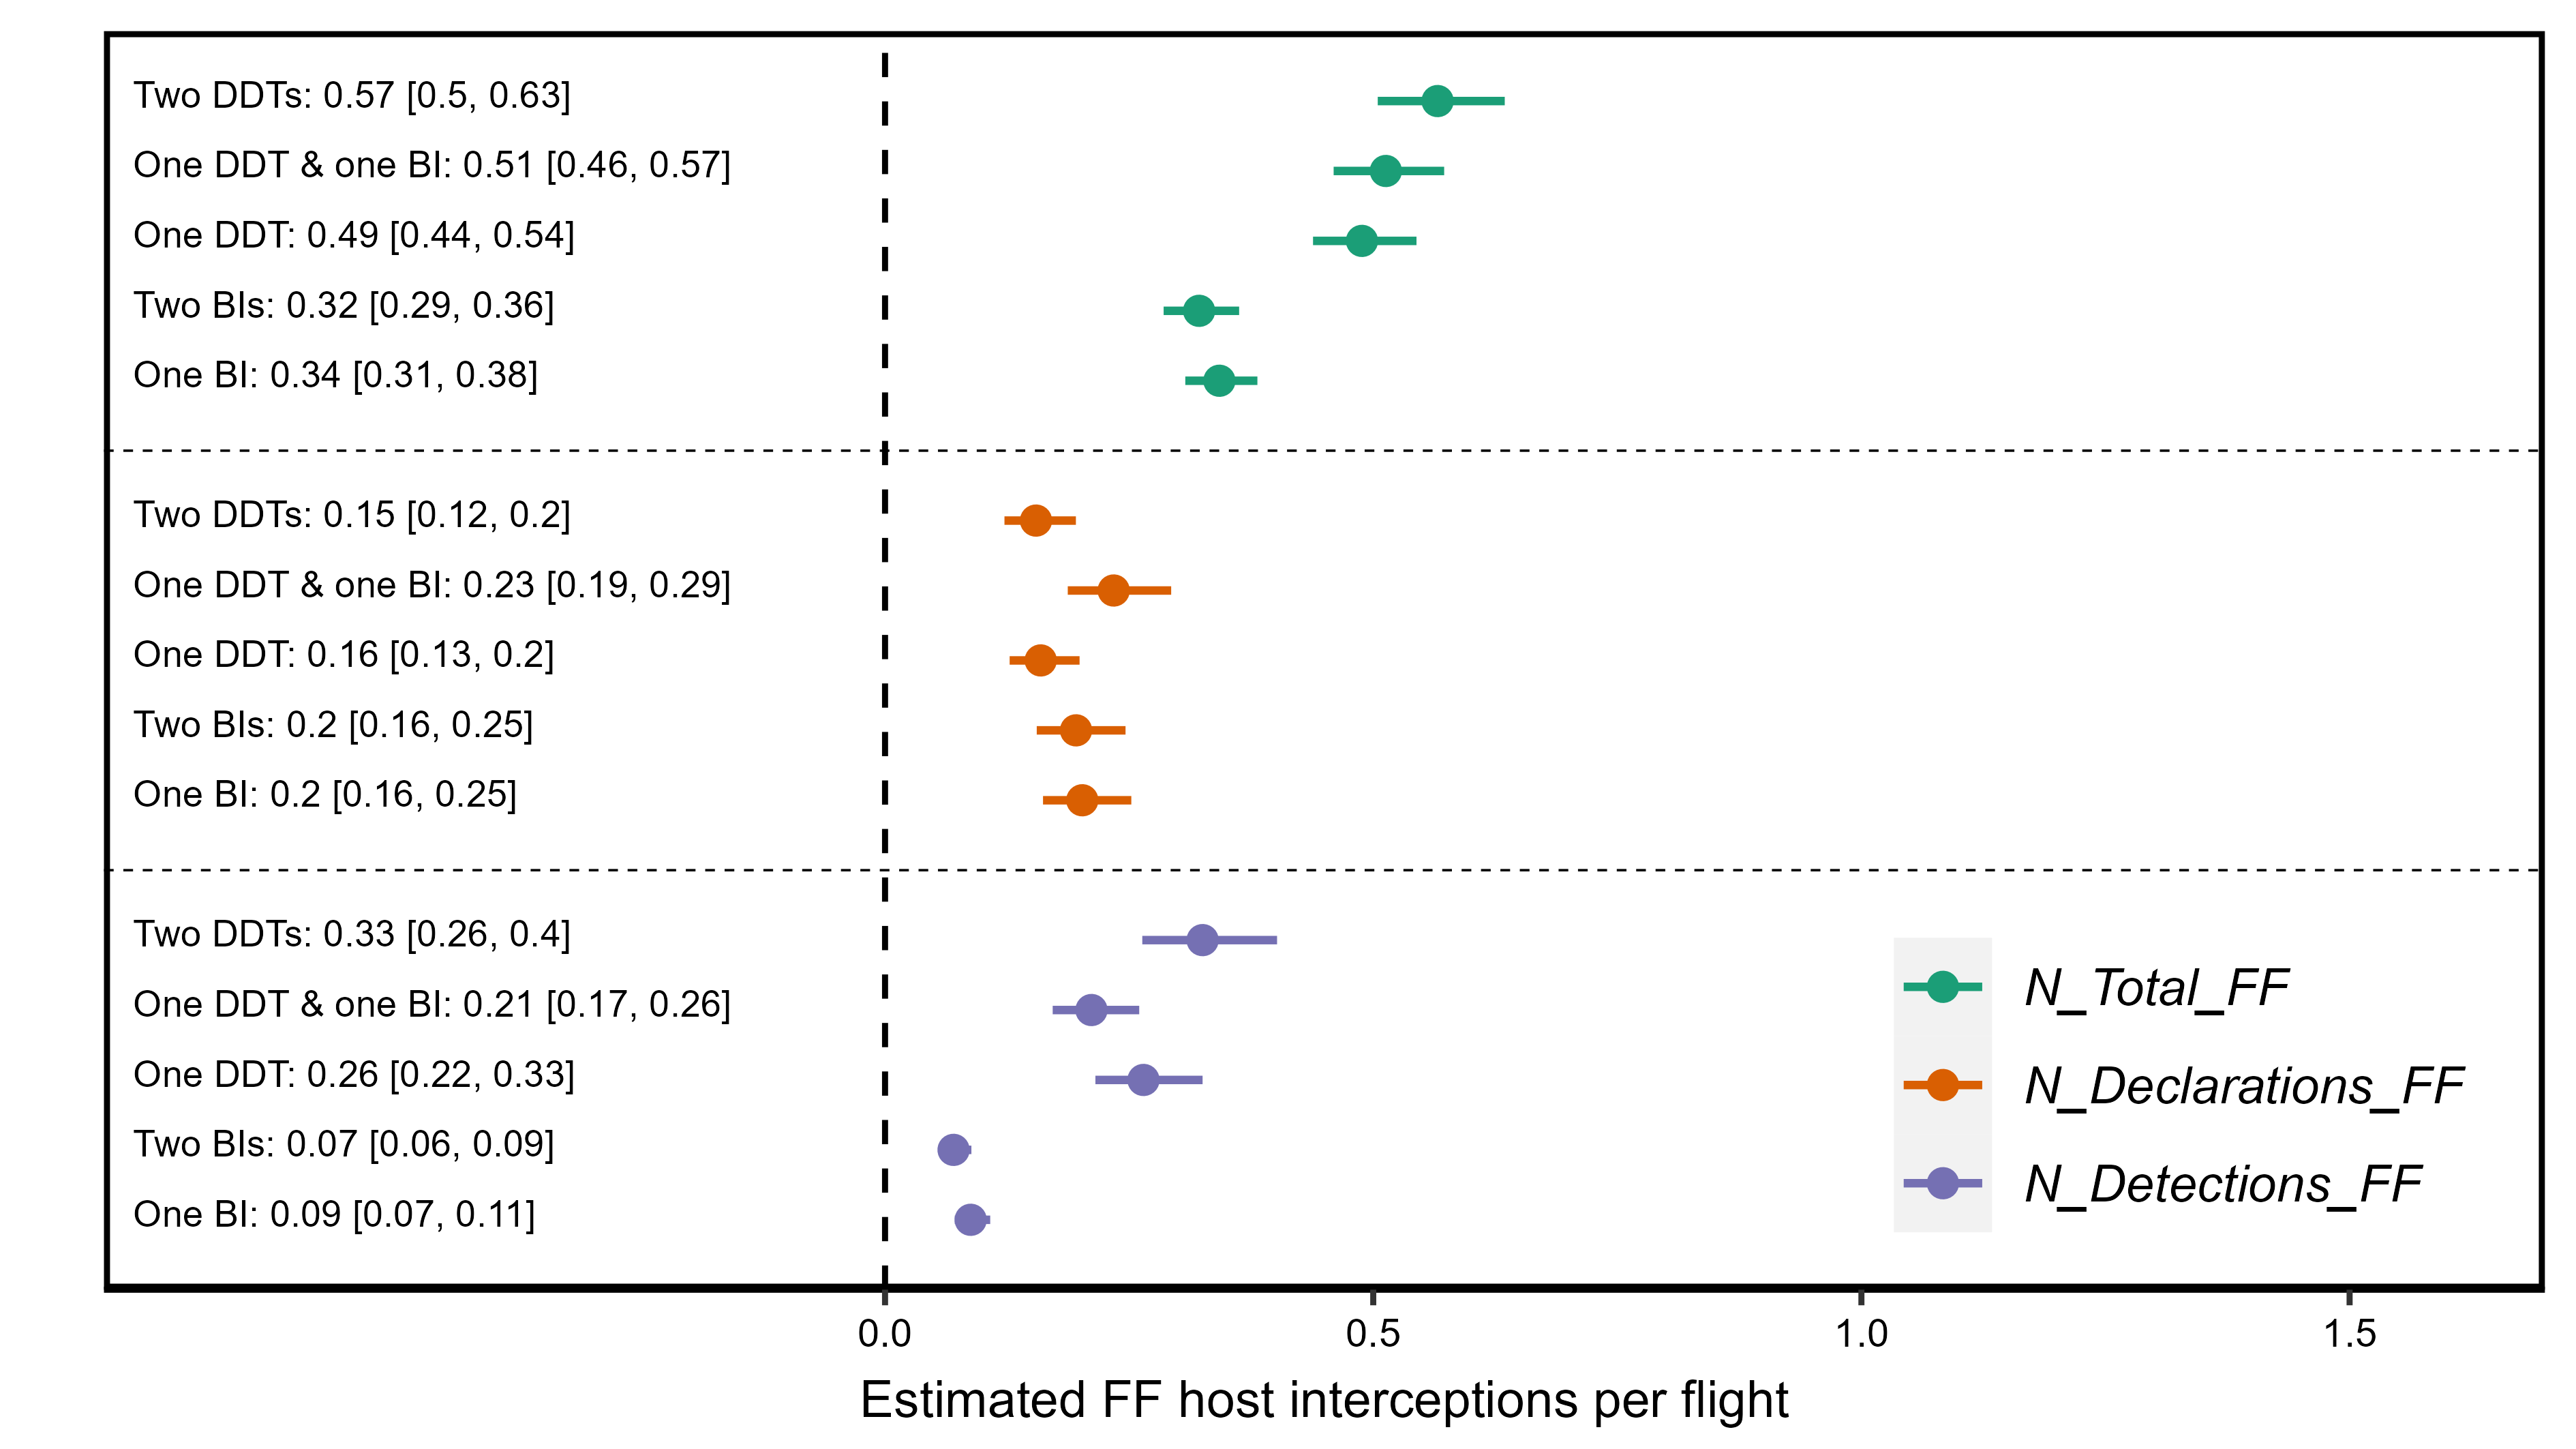 Two DDTs: 0.57 [0.5, 0.63]
One DDT & one BI: 0.51 [0.46, 0.57]
One DDT: 0.49 [0.44, 0.54]
Two BIs: 0.32 [0.29, 0.36]
One BI: 0.34 [0.31, 0.38]
Two DDTs: 0.15 [0.12, 0.2]
One DDT & one BI: 0.23 [0.19, 0.29]
One DDT: 0.16 [0.13, 0.2]
Two BIs: 0.2 [0.16, 0.25]
One BI: 0.2 [0.16, 0.25]
Two DDTs: 0.33 [0.26, 0.4]
One DDT & one BI: 0.21 [0.17, 0.26]
One DDT: 0.26 [0.22, 0.33]
Two BIs: 0.07 [0.06, 0.09]
One BI: 0.09 [0.07, 0.11]
N_Total_FF
N_Declarations_FF
N_Detections_FF
0.0 0.5 1.0 1.5
Estimated FF host interceptions per flight